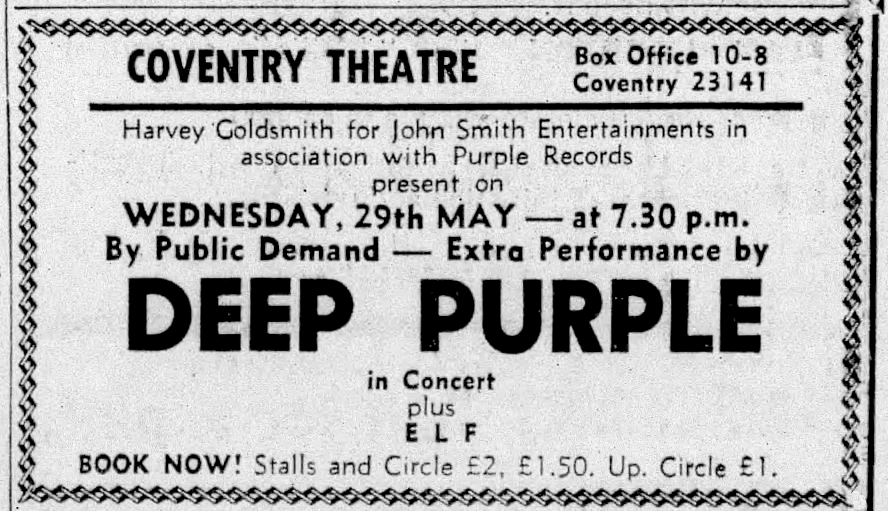 COVENTRY THEATRE
Box Office 10-8
Coventry 23141
Harvey Goldsmith for John Smith Entertainments in
association with Purple Records
present on
WEDNESDAY, 29th MAY — at 7.30 p.m.
By Public Demand — Extra Performance by
DEEP PURPLE
in Concert
plus
ELF
BOOK NOW! Stalls and Circle £2, £1.50. Up. Circle £1.